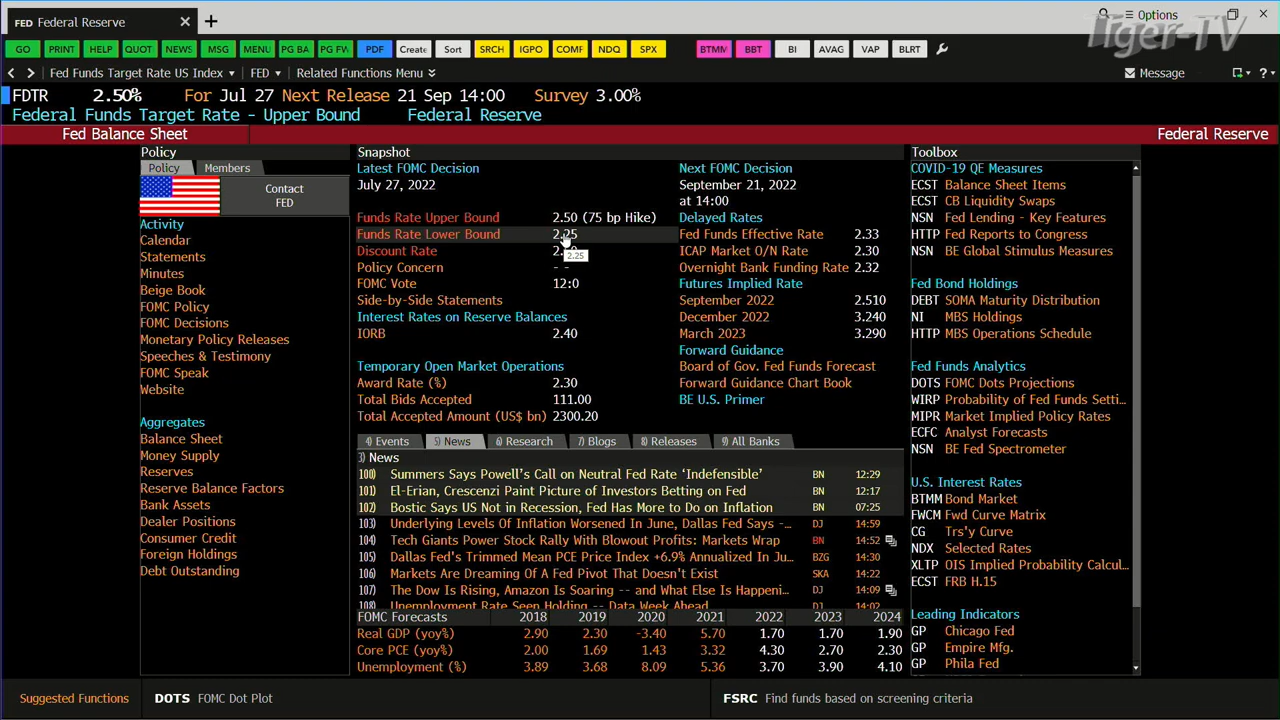 FED Federal Reserve
Options
Tiger-TV
GO PRINT HELP QUOT NEWS MSG MENU PG BA PG FW PDF Create Sort SRCH IGPO COMF NDQ SPX BTMM BBT BI AVAG VAP BLRT
Fed Funds Target Rate US Index FED Related Functions Menu Message ?
FDTR 2.50% For Jul 27 Next Release 21 Sep 14:00 Survey 3.00%
Federal Funds Target Rate - Upper Bound Federal Reserve
Fed Balance Sheet Federal Reserve
Policy
Policy Members
Contact
FED
Activity
Calendar
Statements
Minutes
Beige Book
FOMC Policy
FOMC Decisions
Monetary Policy Releases
Speeches & Testimony
FOMC Speak
Website
Aggregates
Balance Sheet
Money Supply
Reserves
Reserve Balance Factors
Bank Assets
Dealer Positions
Consumer Credit
Foreign Holdings
Debt Outstanding
Snapshot
Latest FOMC Decision
July 27, 2022
Funds Rate Upper Bound 2.50 (75 bp Hike)
Funds Rate Lower Bound 2.25
Discount Rate
2.25
Policy Concern - -
FOMC Vote 12:0
Side-by-Side Statements
Interest Rates on Reserve Balances
IORB 2.40
Temporary Open Market Operations
Award Rate (%) 2.30
Total Bids Accepted 111.00
Total Accepted Amount (US$ bn) 2300.20
Next FOMC Decision
September 21, 2022
at 14:00
Delayed Rates
Fed Funds Effective Rate 2.33
ICAP Market O/N Rate 2.30
Overnight Bank Funding Rate 2.32
Futures Implied Rate
September 2022 2.510
December 2022 3.240
March 2023 3.290
Forward Guidance
Board of Gov. Fed Funds Forecast
Forward Guidance Chart Book
BE U.S. Primer
4) Events 5) News 6) Research 7) Blogs 8) Releases 9) All Banks
3) News
100) Summers Says Powell's Call on Neutral Fed Rate 'Indefensible' BN 12:29
101) El-Erian, Crescenzi Paint Picture of Investors Betting on Fed BN 12:17
102) Bostic Says US Not in Recession, Fed Has More to Do on Inflation BN 07:25
103) Underlying Levels Of Inflation Worsened In June, Dallas Fed Says -... DJ 14:59
104) Tech Giants Power Stock Rally With Blowout Profits: Markets Wrap BN 14:52
105) Dallas Fed's Trimmed Mean PCE Price Index +6.9% Annualized In Ju... BZG 14:30
106) Markets Are Dreaming Of A Fed Pivot That Doesn't Exist SKA 14:22
107) The Dow Is Rising, Amazon Is Soaring -- and What Else Is Happeni... DJ 14:09
108) Unemployment Rate Seen Holding -- Data Week Ahead DJ 14:02
FOMC Forecasts 2018 2019 2020 2021 2022 2023 2024
Real GDP (yoy%) 2.90 2.30 -3.40 5.70 1.70 1.70 1.90
Core PCE (yoy%) 2.00 1.69 1.43 3.32 4.30 2.70 2.30
Unemployment (%) 3.89 3.68 8.09 5.36 3.70 3.90 4.10
Toolbox
COVID-19 QE Measures
ECST Balance Sheet Items
ECST CB Liquidity Swaps
NSN Fed Lending - Key Features
HTTP Fed Reports to Congress
NSN BE Global Stimulus Measures
Fed Bond Holdings
DEBT SOMA Maturity Distribution
NI MBS Holdings
HTTP MBS Operations Schedule
Fed Funds Analytics
DOTS FOMC Dots Projections
WIRP Probability of Fed Funds Setti...
MIPR Market Implied Policy Rates
ECFC Analyst Forecasts
NSN BE Fed Spectrometer
U.S. Interest Rates
BTMM Bond Market
FWCM Fwd Curve Matrix
CG Trs'y Curve
NDX Selected Rates
XLTP OIS Implied Probability Calcul...
ECST FRB H.15
Leading Indicators
GP Chicago Fed
GP Empire Mfg.
GP Phila Fed
Suggested Functions DOTS FOMC Dot Plot FSRC Find funds based on screening criteria